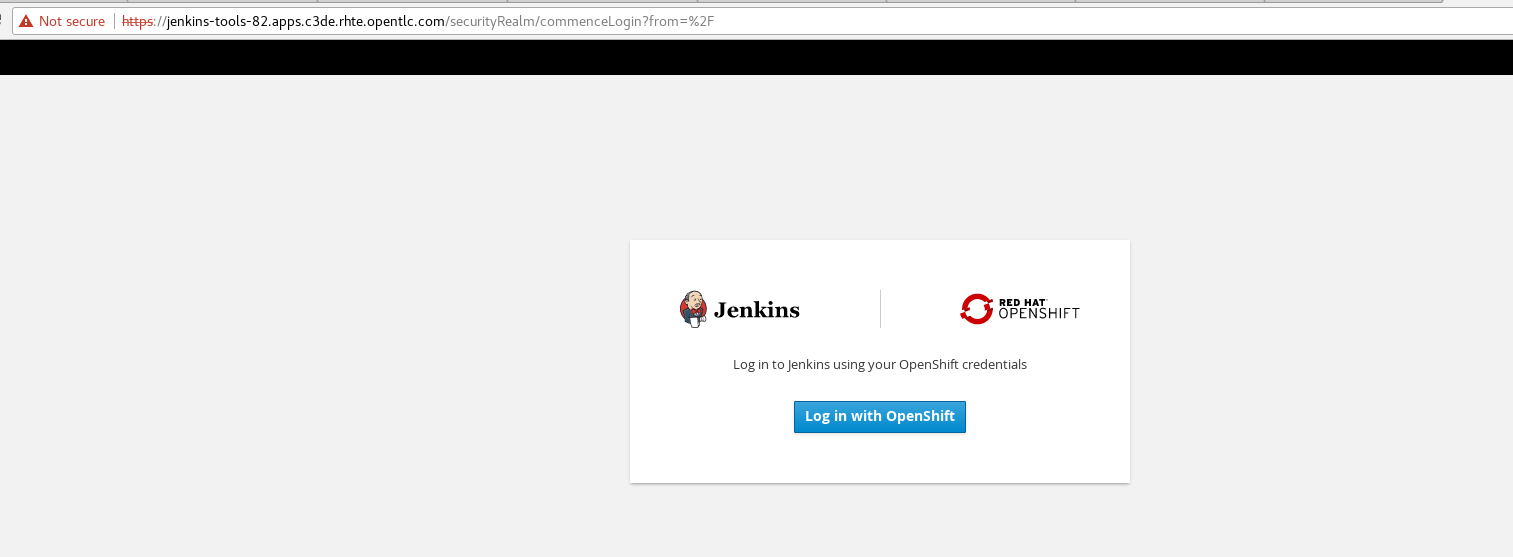 Not secure https://jenkins-tools-82.apps.c3de.rhte.opentlc.com/securityRealm/commenceLogin?from=%2F
Jenkins
RED HAT
OPENSHIFT
Log in to Jenkins using your OpenShift credentials
Log in with OpenShift